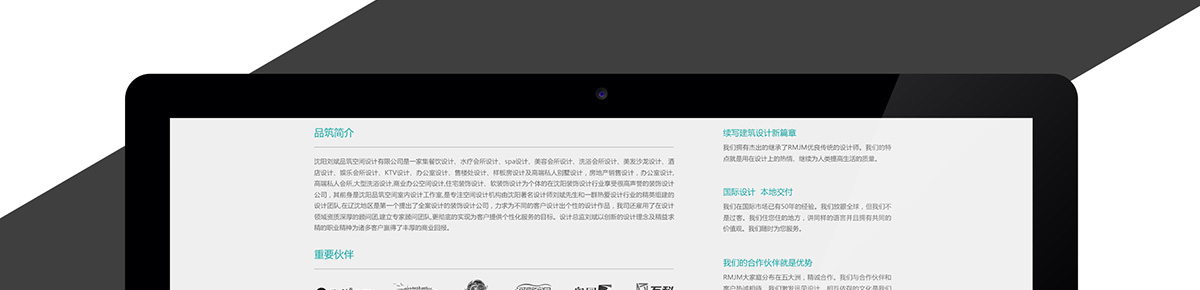 品筑简介
沈阳刘斌品筑空间设计有限公司是一家集餐饮设计、水疗会所设计、spa设计、美容会所设计、洗浴会所设计、美发沙龙设计、酒
店设计、娱乐会所设计、KTV设计、办公室设计、售楼处设计、样板房设计及高端私人别墅设计，房地产销售设计，办公室设计,
高端私人会所,大型洗浴设计,商业办公空间设计,住宅装饰设计、软装饰设计为个体的在沈阳装饰设计行业享受很高声誉的装饰设计
公司，其前身是沈阳品筑空间室内设计工作室,是专注空间设计机构由沈阳著名设计师刘斌先生和一群热爱设计行业的精英组建的
设计团队,在辽沈地区是第一个提出了全案设计的装饰设计公司，力求为不同的客户设计出个性的设计作品，我司还雇用了在设计
领域资质深厚的顾问团,建立专家顾问团队,更彻底的实现为客户提供个性化服务的目标。设计总监刘斌以创新的设计理念及精益求
精的职业精神为诸多客户赢得了丰厚的商业回报。
重要伙伴
续写建筑设计新篇章
我们拥有杰出的继承了RMJM优良传统的设计师。我们的特
点就是用在设计上的热情、继续为人类提高生活的质量。
国际设计 本地交付
我们在国际市场已有50年的经验。我们放眼全球，但我们不
是过客。我们住您住的地方，讲同样的语言并且拥有共同的
价值观。我们随时为您服务。
我们的合作伙伴就是优势
RMJM大家庭分布在五大洲，精诚合作。我们与合作伙伴和